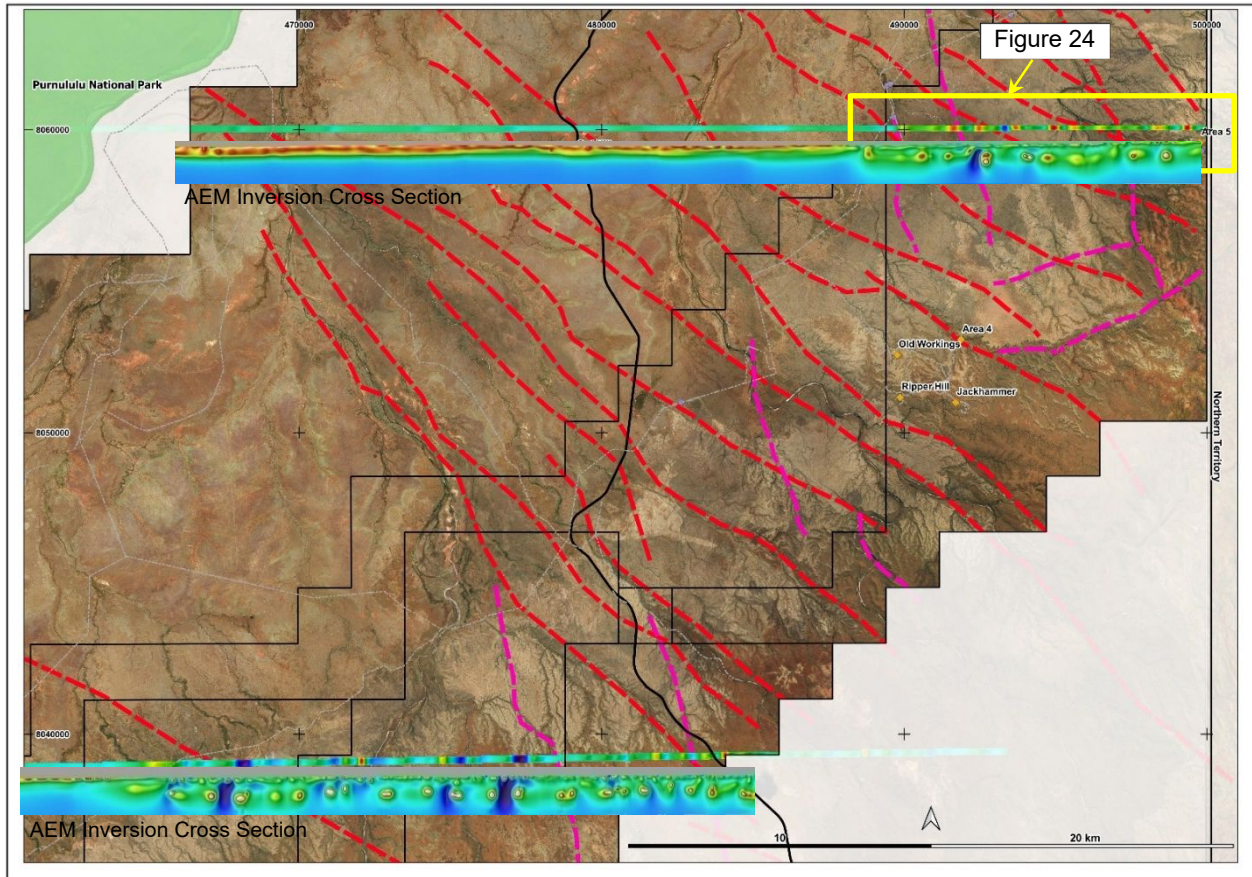 470000
480000
490000
500000
Figure 24
Purnululu National Park
8060000
Area 5
AEM Inversion Cross Section
Area 4
Old Workings
Ripper Hill
Jackhammer
Northern Territory
8050000
8040000
AEM Inversion Cross Section
10
20 km